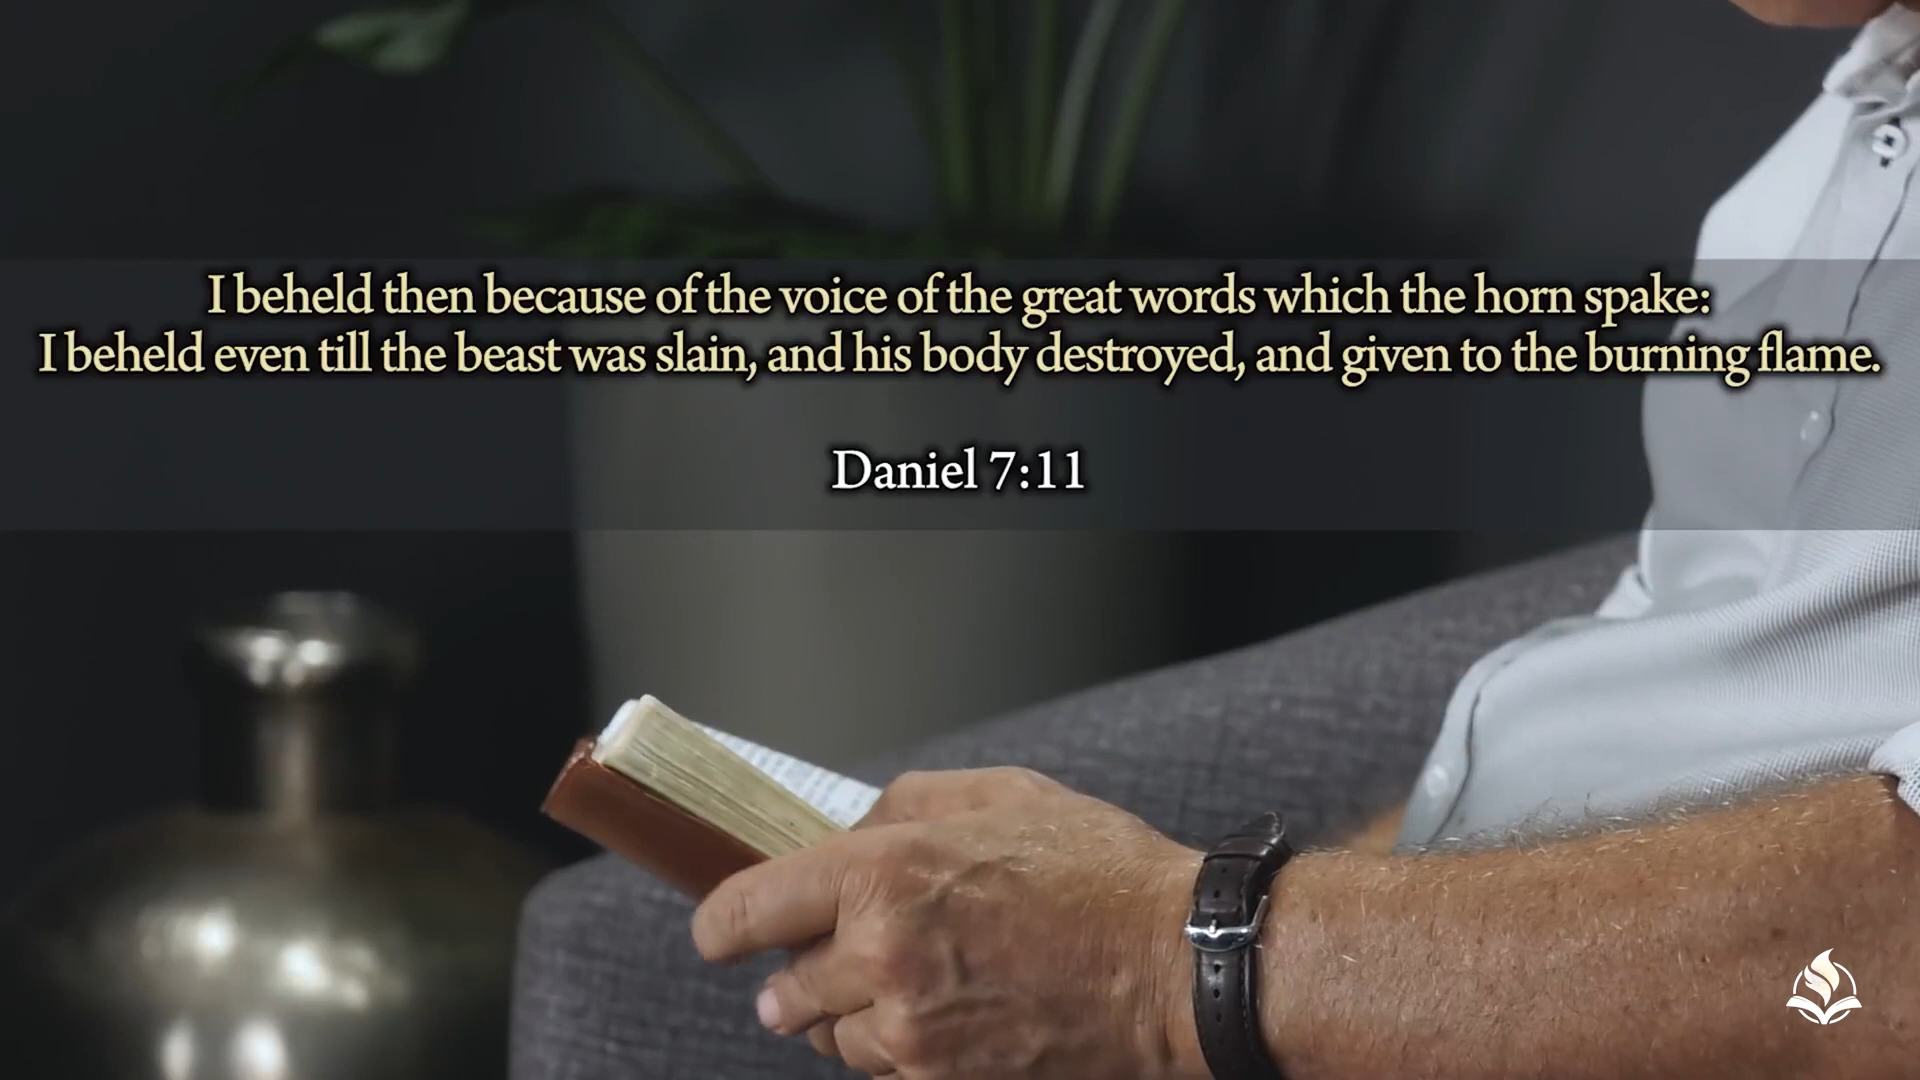 I beheld then because of the voice of the great words which the horn spake:
I beheld even till the beast was slain, and his body destroyed, and given to the burning flame.
Daniel 7:11